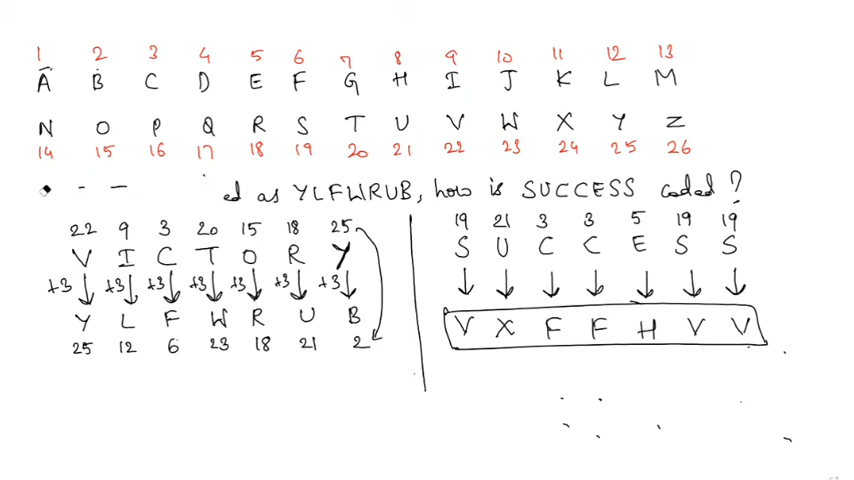 1 2 3 4 5 6 7 8 9 10 11 12 13
A B C D E F G H I J K L M
N O P Q R S T U V W X Y Z
14 15 16 17 18 19 20 21 22 23 24 25 26
ed as YLFWRUB, how is SUCCESS coded ?
22 9 3 20 15 18 25
V I C T O R Y
+3 +3 +3 +3 +3 +3 +3
Y L F W R U B
25 12 6 23 18 21 2
19 21 3 3 5 19 19
S U C C E S S
V X F F H V V